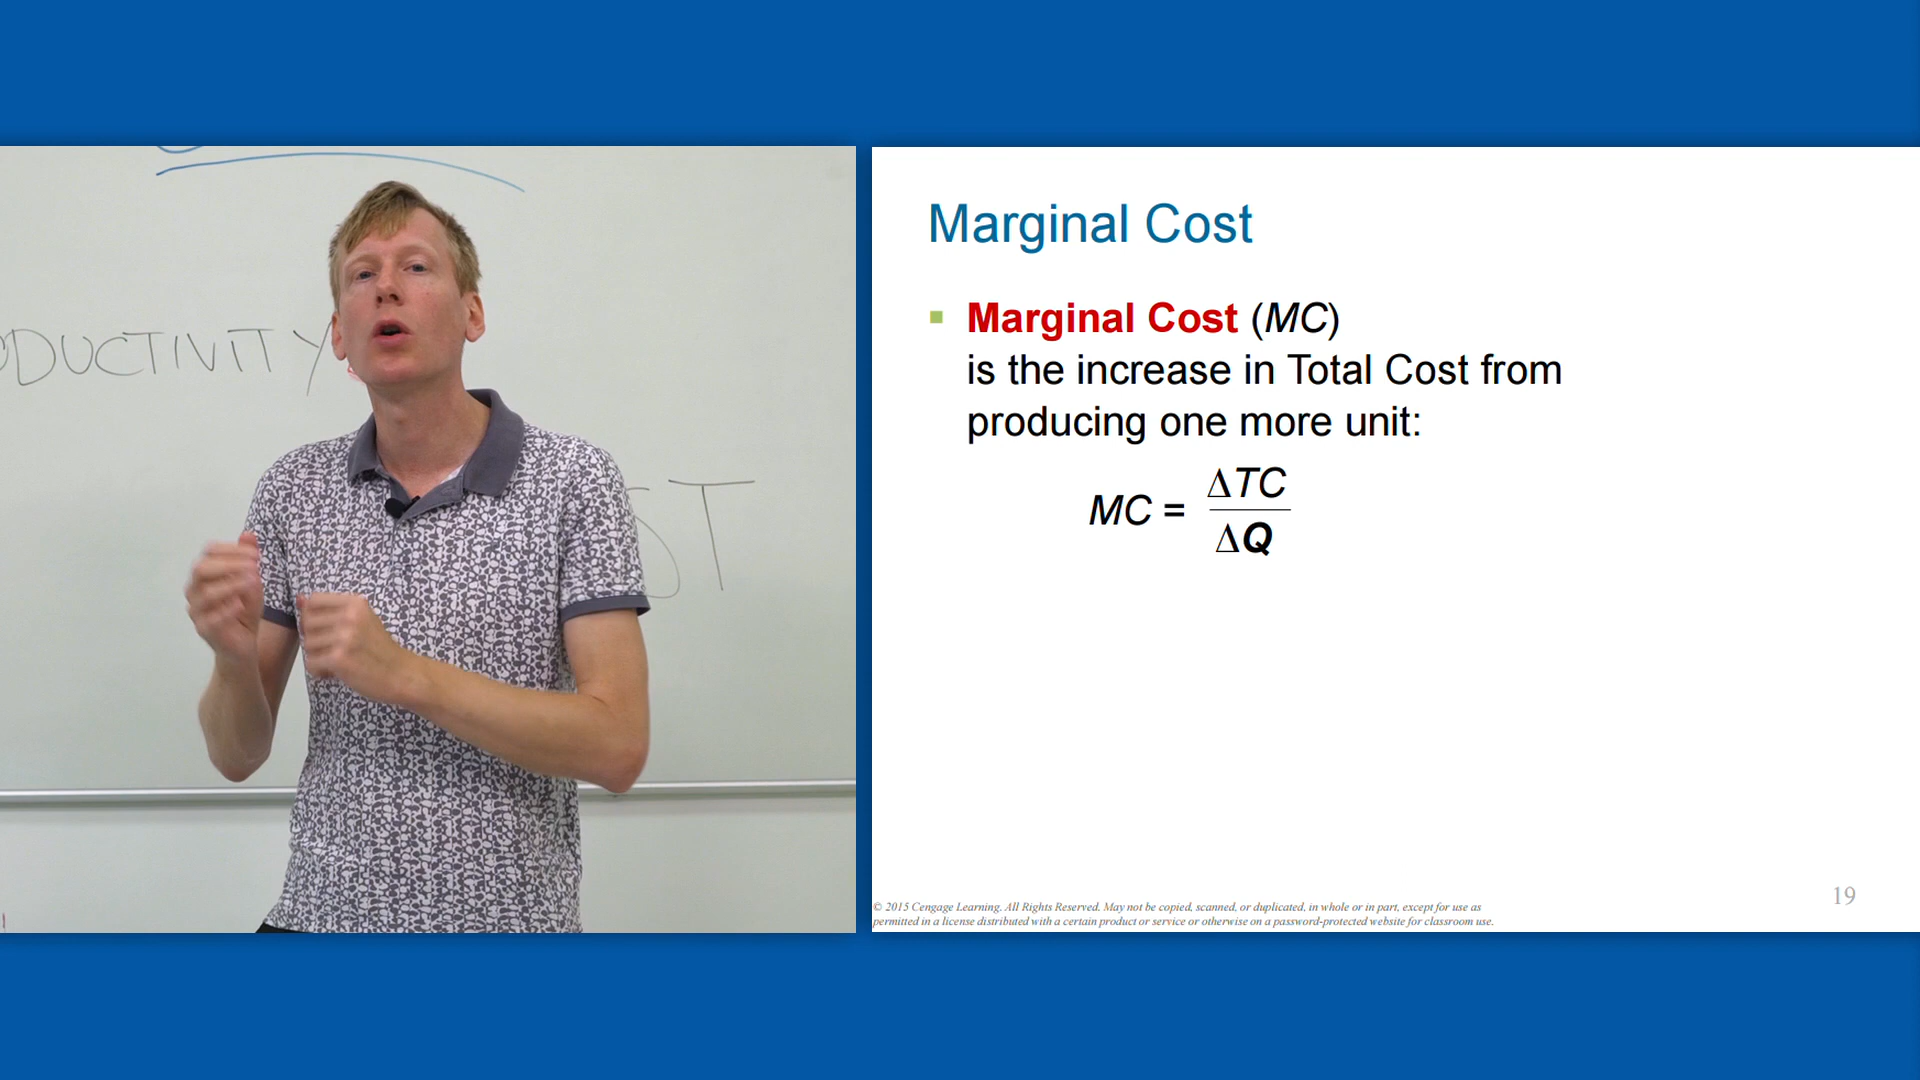 ODUCTIVITY
ST
Marginal Cost
▪ Marginal Cost (MC)
is the increase in Total Cost from
producing one more unit:
MC = ΔTC
ΔQ
© 2015 Cengage Learning. All Rights Reserved. May not be copied, scanned, or duplicated, in whole or in part, except for use as
permitted in a license distributed with a certain product or service or otherwise on a password-protected website for classroom use.
19